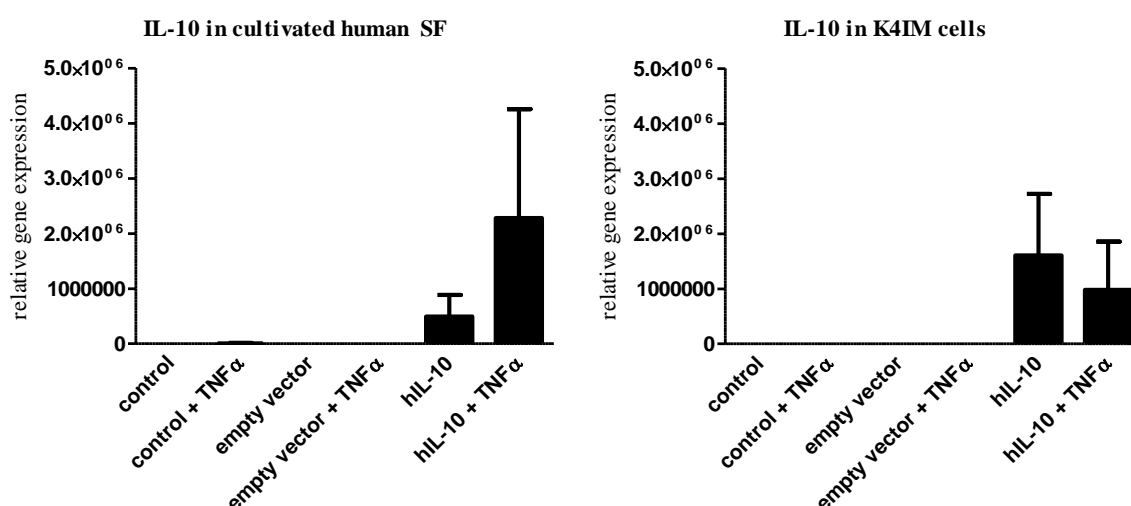 IL-10 in cultivated human SF
relative gene expression
5.0×10⁰⁶
4.0×10⁰⁶
3.0×10⁰⁶
2.0×10⁰⁶
1000000
0
control
control + TNFα
empty vector
empty vector + TNFα
hIL-10
hIL-10 + TNFα
IL-10 in K4IM cells
relative gene expression
5.0×10⁰⁶
4.0×10⁰⁶
3.0×10⁰⁶
2.0×10⁰⁶
1000000
0
control
control + TNFα
empty vector
empty vector + TNFα
hIL-10
hIL-10 + TNFα